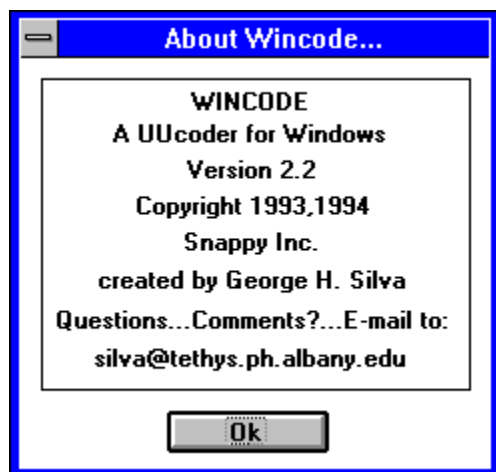 About Wincode...
WINCODE
A UUcoder for Windows
Version 2.2
Copyright 1993,1994
Snappy Inc.
created by George H. Silva
Questions...Comments?...E-mail to:
silva@tethys.ph.albany.edu
Ok